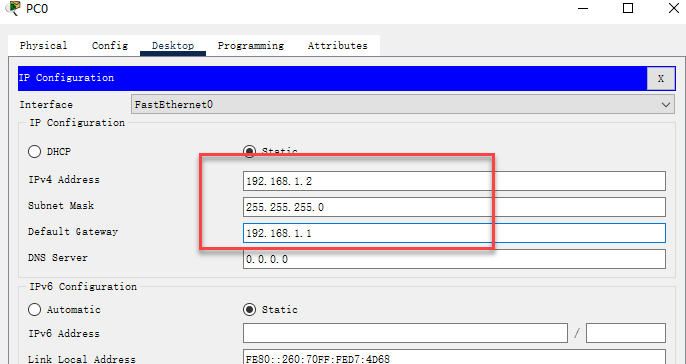 PC0
Physical Config Desktop Programming Attributes
IP Configuration X
Interface FastEthernet0
IP Configuration
DHCP Static
IPv4 Address 192.168.1.2
Subnet Mask 255.255.255.0
Default Gateway 192.168.1.1
DNS Server 0.0.0.0
IPv6 Configuration
Automatic Static
IPv6 Address /
Link Local Address FE80::260:70FF:FED7:4D68